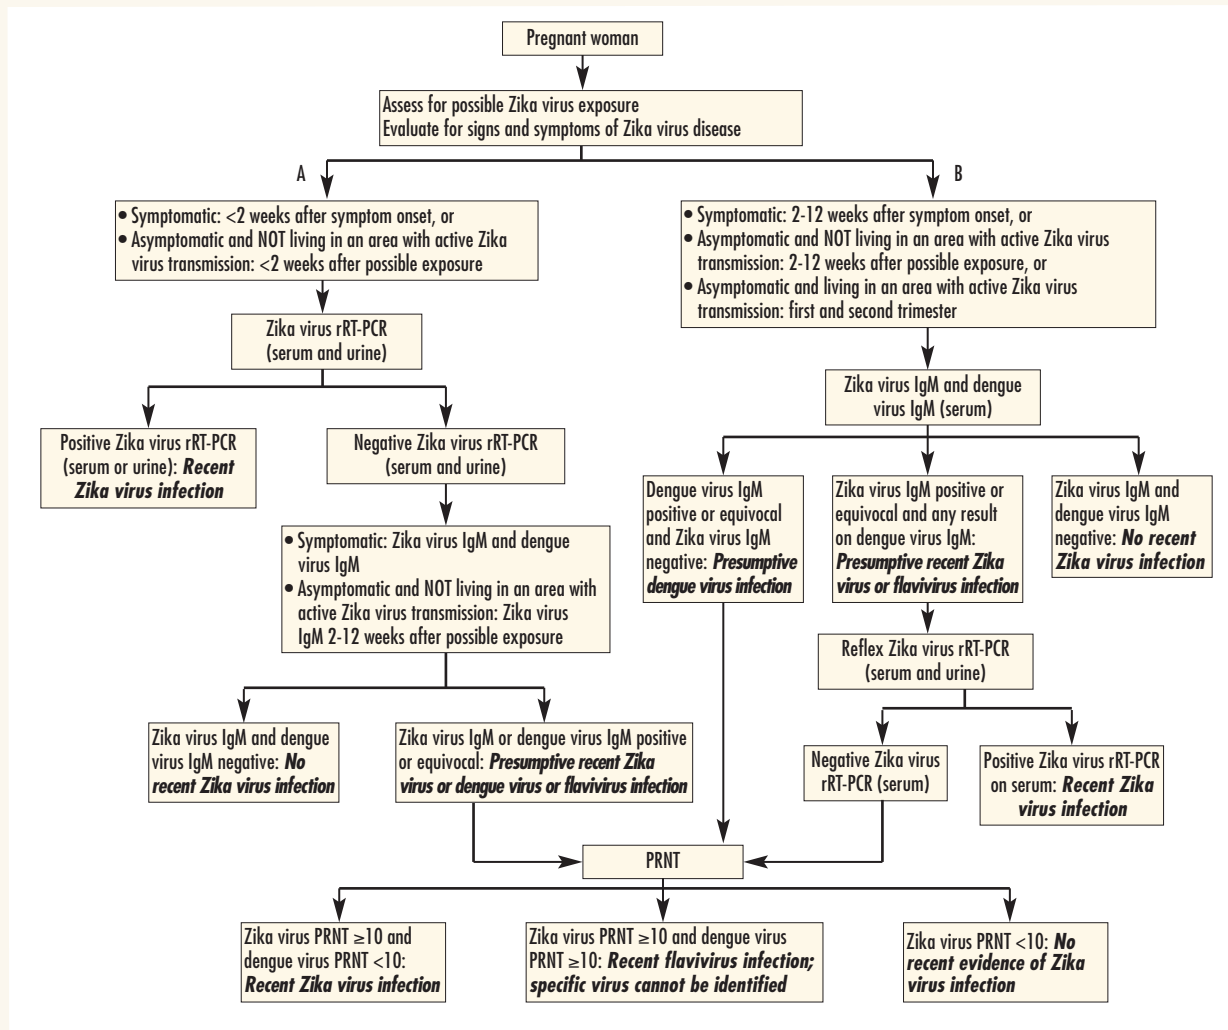 Pregnant woman
Assess for possible Zika virus exposure
Evaluate for signs and symptoms of Zika virus disease
A
B
• Symptomatic: <2 weeks after symptom onset, or
• Asymptomatic and NOT living in an area with active Zika
virus transmission: <2 weeks after possible exposure
• Symptomatic: 2-12 weeks after symptom onset, or
• Asymptomatic and NOT living in an area with active Zika virus
transmission: 2-12 weeks after possible exposure, or
• Asymptomatic and living in an area with active Zika virus
transmission: first and second trimester
Zika virus rRT-PCR
(serum and urine)
Zika virus IgM and dengue
virus IgM (serum)
Positive Zika virus rRT-PCR
(serum or urine): Recent
Zika virus infection
Negative Zika virus rRT-PCR
(serum and urine)
Dengue virus IgM
positive or equivocal
and Zika virus IgM
negative: Presumptive
dengue virus infection
Zika virus IgM positive or
equivocal and any result
on dengue virus IgM:
Presumptive recent Zika
virus or flavivirus infection
Zika virus IgM and
dengue virus IgM
negative: No recent
Zika virus infection
• Symptomatic: Zika virus IgM and dengue
virus IgM
• Asymptomatic and NOT living in an area with
active Zika virus transmission: Zika virus
IgM 2-12 weeks after possible exposure
Reflex Zika virus rRT-PCR
(serum and urine)
Zika virus IgM and dengue
virus IgM negative: No
recent Zika virus infection
Zika virus IgM or dengue virus IgM positive
or equivocal: Presumptive recent Zika
virus or dengue virus or flavivirus infection
Negative Zika virus
rRT-PCR (serum)
Positive Zika virus rRT-PCR
on serum: Recent Zika
virus infection
PRNT
Zika virus PRNT ≥10 and
dengue virus PRNT <10:
Recent Zika virus infection
Zika virus PRNT ≥10 and dengue virus
PRNT ≥10: Recent flavivirus infection;
specific virus cannot be identified
Zika virus PRNT <10: No
recent evidence of Zika
virus infection